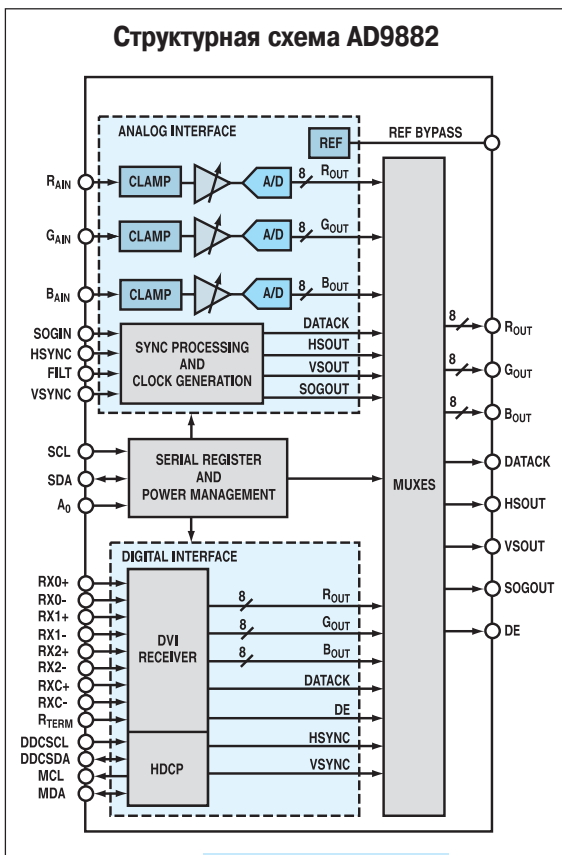 Структурная схема AD9882
ANALOG INTERFACE
REF
REF BYPASS
RAIN
CLAMP
A/D
8
ROUT
GAIN
CLAMP
A/D
8
GOUT
BAIN
CLAMP
A/D
8
BOUT
SOGIN
HSYNC
FILT
VSYNC
SYNC PROCESSING
AND
CLOCK GENERATION
DATACK
HSOUT
VSOUT
SOGOUT
SCL
SDA
A0
SERIAL REGISTER
AND
POWER MANAGEMENT
MUXES
8
ROUT
8
GOUT
8
BOUT
DATACK
HSOUT
VSOUT
SOGOUT
DE
DIGITAL INTERFACE
RX0+
RX0-
RX1+
RX1-
RX2+
RX2-
RXC+
RXC-
RTERM
DDCSCL
DDCSDA
MCL
MDA
DVI
RECEIVER
HDCP
8
ROUT
8
GOUT
8
BOUT
DATACK
DE
HSYNC
VSYNC